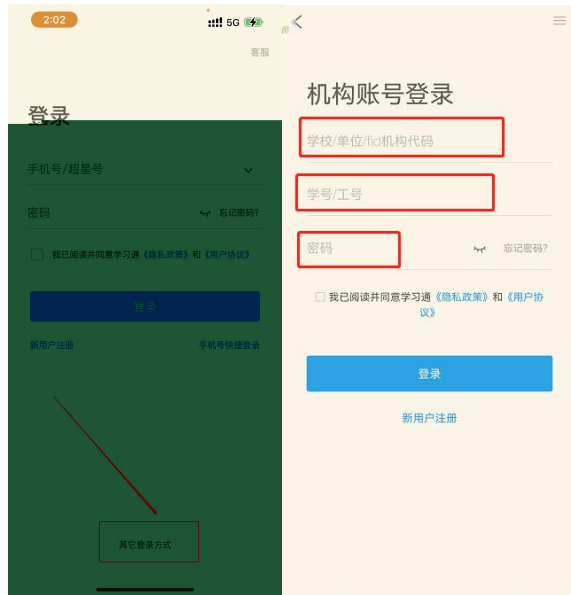 2:02
5G
客服
登录
手机号/超星号
密码
忘记密码?
我已阅读并同意学习通《隐私政策》和《用户协议》
登录
新用户注册
手机号快捷登录
其它登录方式
机构账号登录
学校/单位/fid机构代码
学号/工号
密码
忘记密码?
我已阅读并同意学习通《隐私政策》和《用户协
议》
登录
新用户注册